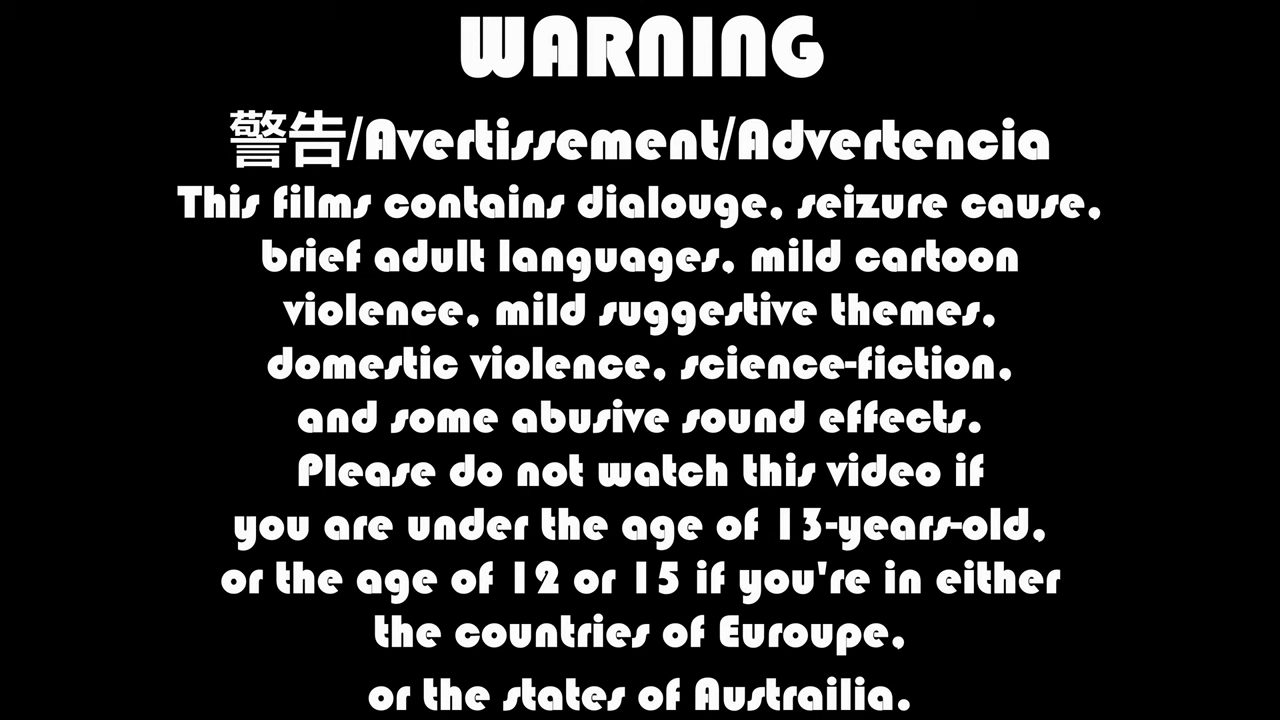 WARNING
警告/Avertissement/Advertencia
This films contains dialouge, seizure cause,
brief adult languages, mild cartoon
violence, mild suggestive themes,
domestic violence, science-fiction,
and some abusive sound effects.
Please do not watch this video if
you are under the age of 13-years-old,
or the age of 12 or 15 if you're in either
the countries of Euroupe,
or the states of Austrailia.